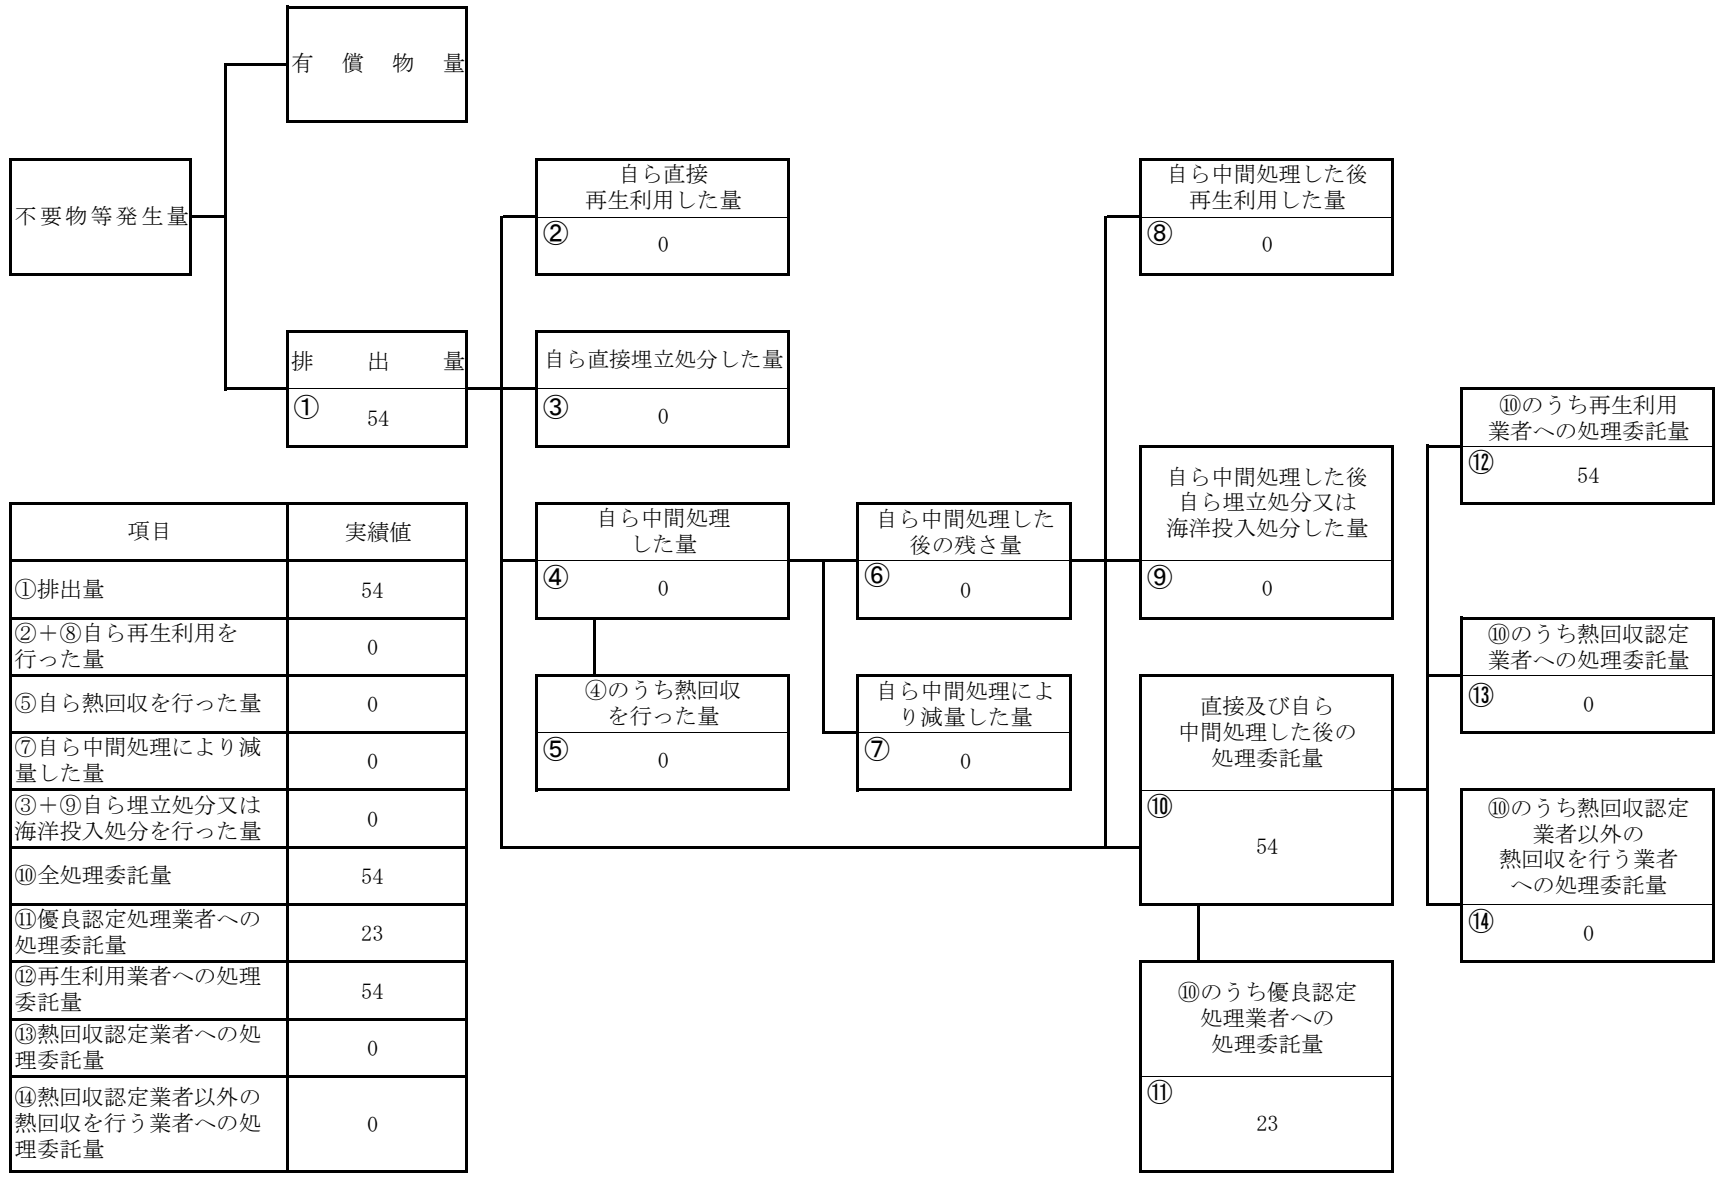 有償物量
不要物等発生量
排出量
①
54
自ら直接
再生利用した量
②
0
自ら直接埋立処分した量
③
0
自ら中間処理
した量
④
0
④のうち熱回収
を行った量
⑤
0
自ら中間処理した
後の残さ量
⑥
0
自ら中間処理によ
り減量した量
⑦
0
自ら中間処理した後
再生利用した量
⑧
0
自ら中間処理した後
自ら埋立処分又は
海洋投入処分した量
⑨
0
直接及び自ら
中間処理した後の
処理委託量
⑩
54
⑩のうち優良認定
処理業者への
処理委託量
⑪
23
⑩のうち再生利用
業者への処理委託量
⑫
54
⑩のうち熱回収認定
業者への処理委託量
⑬
0
⑩のうち熱回収認定
業者以外の
熱回収を行う業者
への処理委託量
⑭
0
項目 実績値
①排出量 54
②＋⑧自ら再生利用を
行った量
0
⑤自ら熱回収を行った量 0
⑦自ら中間処理により減
量した量
0
③＋⑨自ら埋立処分又は
海洋投入処分を行った量
0
⑩全処理委託量 54
⑪優良認定処理業者への
処理委託量
23
⑫再生利用業者への処理
委託量
54
⑬熱回収認定業者への処
理委託量
0
⑭熱回収認定業者以外の
熱回収を行う業者への処
理委託量
0